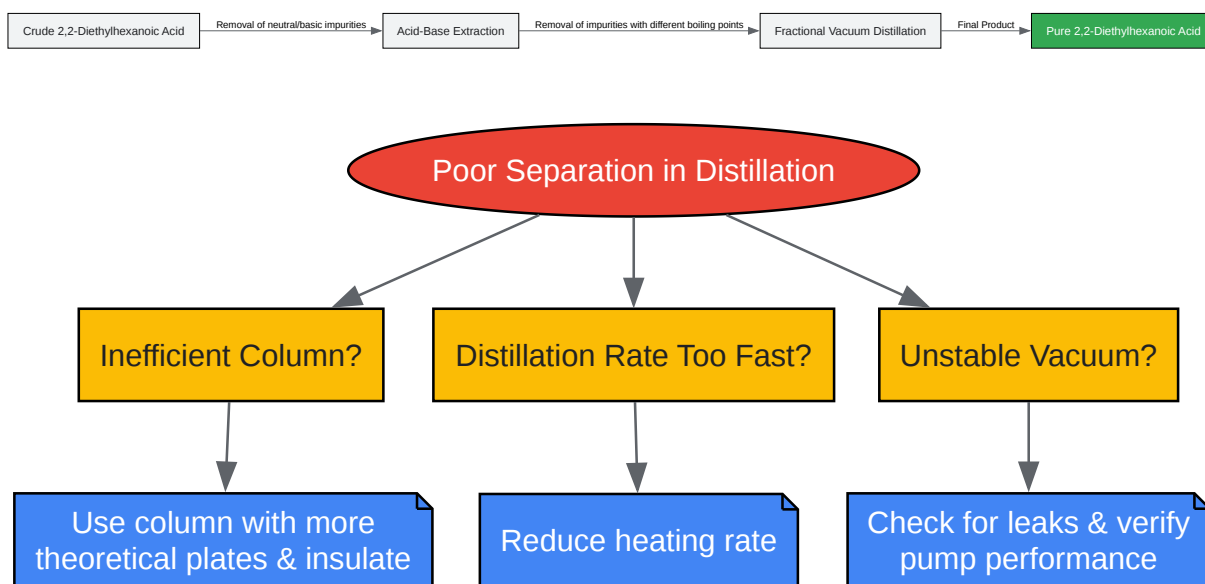 Crude 2,2-Diethylhexanoic Acid
Removal of neutral/basic impurities
Acid-Base Extraction
Removal of impurities with different boiling points
Fractional Vacuum Distillation
Final Product
Pure 2,2-Diethylhexanoic Acid
Poor Separation in Distillation
Inefficient Column?
Distillation Rate Too Fast?
Unstable Vacuum?
Use column with more
theoretical plates & insulate
Reduce heating rate
Check for leaks & verify
pump performance